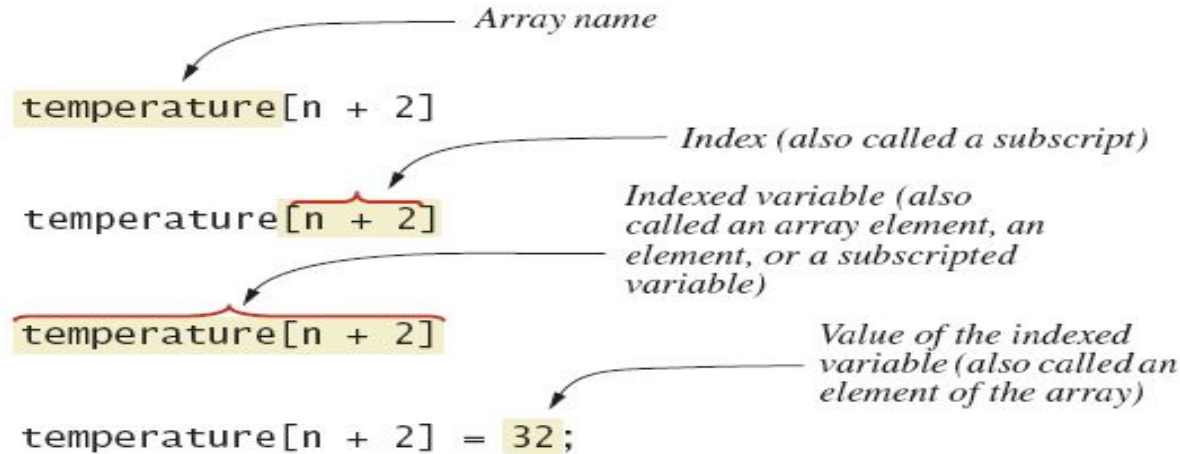 Array name
temperature[n + 2]
Index (also called a subscript)
temperature[n + 2]
Indexed variable (also
called an array element, an
element, or a subscripted
variable)
temperature[n + 2]
Value of the indexed
variable (also called an
element of the array)
temperature[n + 2] = 32;